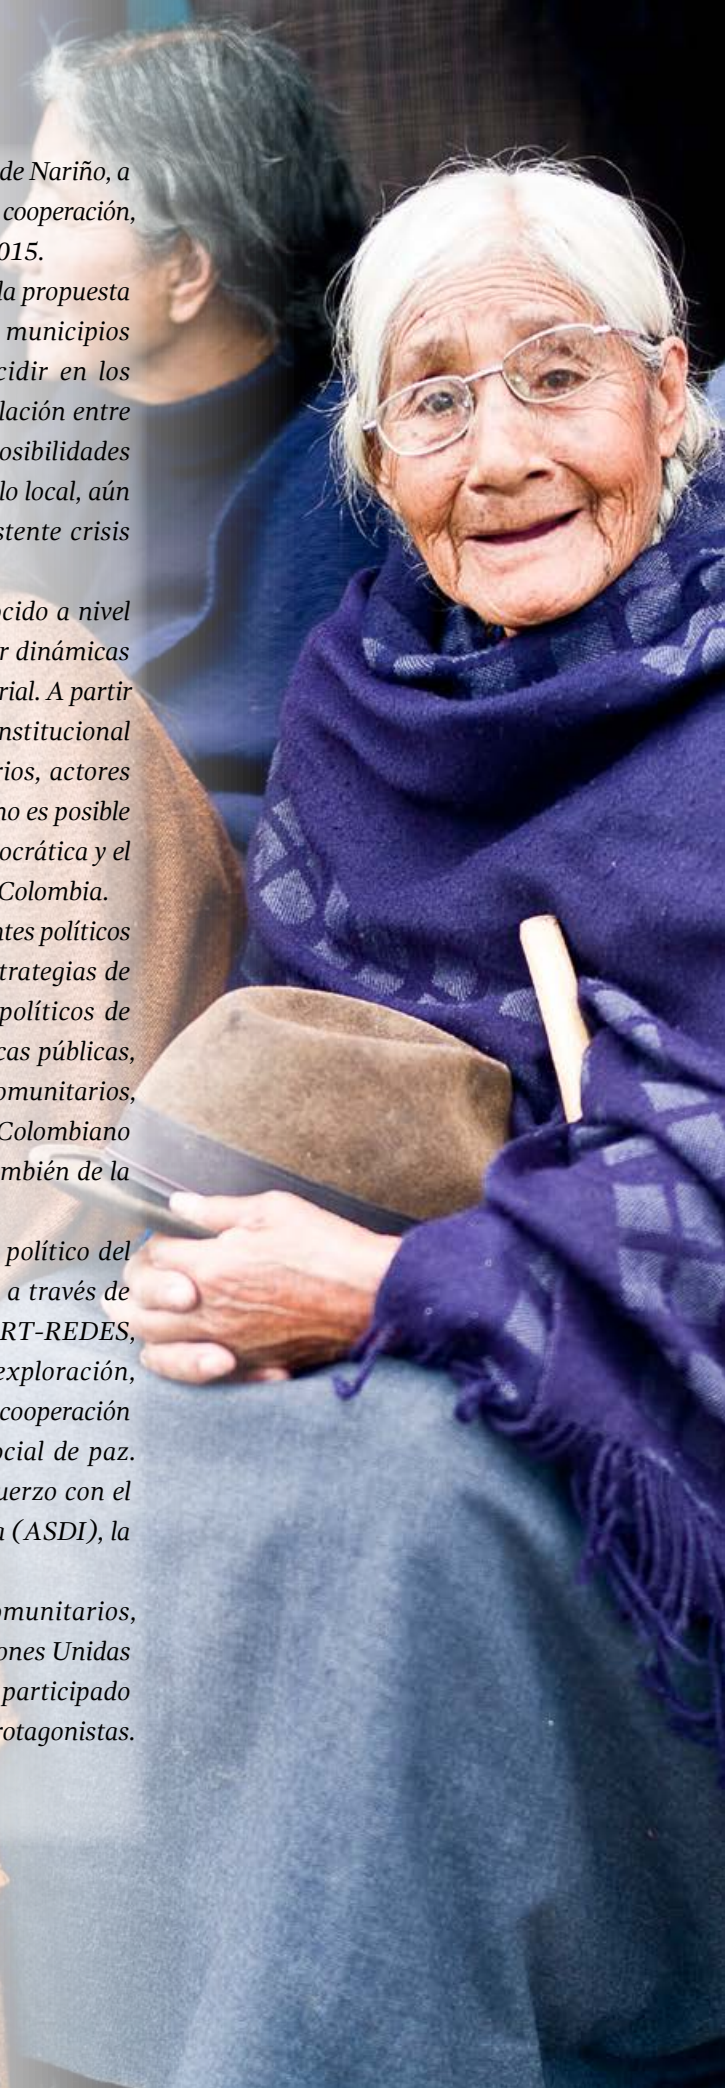 de Nariño, a
cooperación,
015.
la propuesta
municipios
cidir en los
lación entre
osibilidades
lo local, aún
stente crisis
ocido a nivel
r dinámicas
rial. A partir
nstitucional
rios, actores
no es posible
ocrática y el
Colombia.
ntes políticos
trategias de
políticos de
cas públicas,
omunitarios,
Colombiano
mbién de la
político del
a través de
RT-REDES,
exploración,
cooperación
ocial de paz.
uerzo con el
n (ASDI), la
omunitarios,
ones Unidas
participado
rotagonistas.